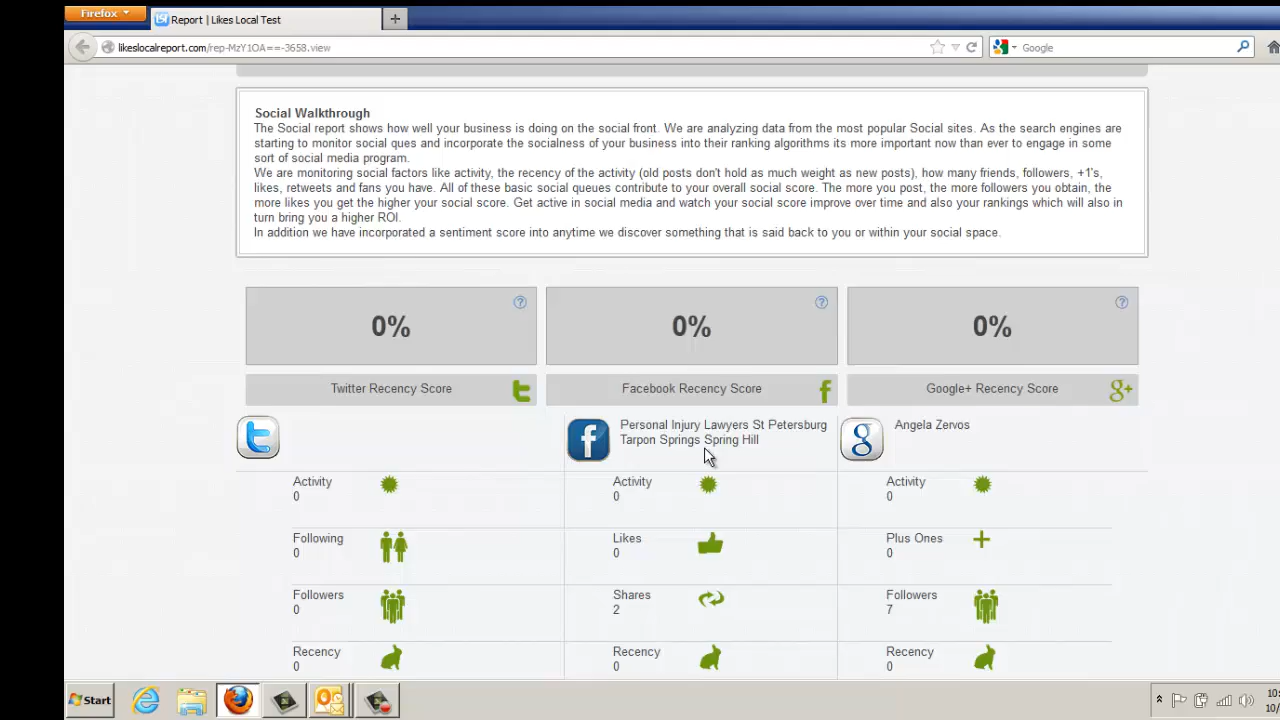 Firefox
Report | Likes Local Test
likeslocalreport.com/rep-MzY1OA==-3658.view
Google
Social Walkthrough
The Social report shows how well your business is doing on the social front. We are analyzing data from the most popular Social sites. As the search engines are
starting to monitor social ques and incorporate the socialness of your business into their ranking algorithms its more important now than ever to engage in some
sort of social media program.
We are monitoring social factors like activity, the recency of the activity (old posts don't hold as much weight as new posts), how many friends, followers, +1's,
likes, retweets and fans you have. All of these basic social queues contribute to your overall social score. The more you post, the more followers you obtain, the
more likes you get the higher your social score. Get active in social media and watch your social score improve over time and also your rankings which will also in
turn bring you a higher ROI.
In addition we have incorporated a sentiment score into anytime we discover something that is said back to you or within your social space.
0% 0% 0%
Twitter Recency Score Facebook Recency Score Google+ Recency Score
Personal Injury Lawyers St Petersburg Angela Zervos
Tarpon Springs Spring Hill
Activity Activity Activity
0 0 0
Following Likes Plus Ones
0 0 0
Followers Shares Followers
0 2 7
Recency Recency Recency
0 0 0
Start